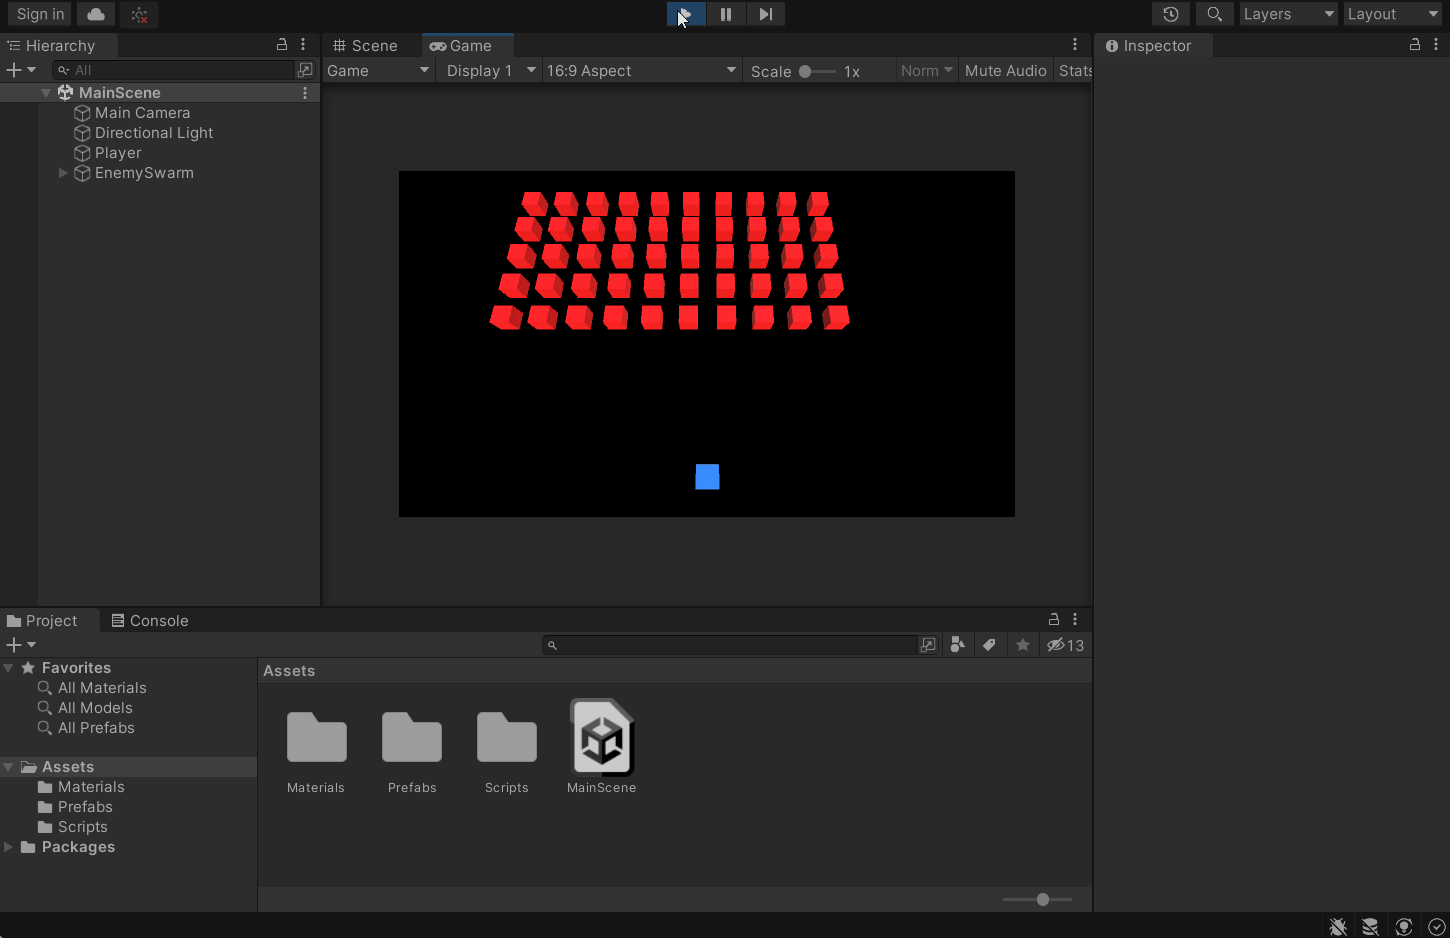 Sign in
Layers
Layout
Hierarchy
Scene
Game
Inspector
All
Game
Display 1
16:9 Aspect
Scale
1x
Norm
Mute Audio
Stats
MainScene
Main Camera
Directional Light
Player
EnemySwarm
Project
Console
13
Favorites
All Materials
All Models
All Prefabs
Assets
Materials
Prefabs
Scripts
Packages
Assets
Materials
Prefabs
Scripts
MainScene